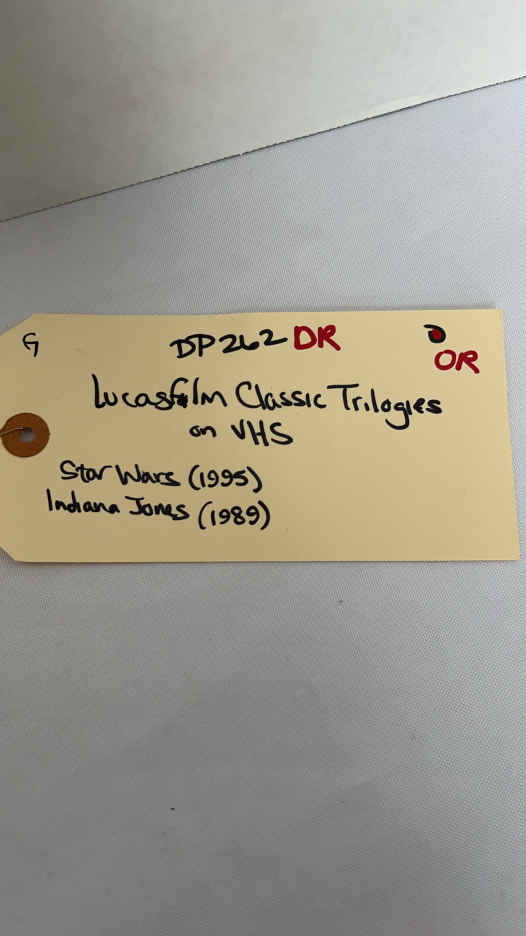 G DP262 DR D
OR
Lucasfilm Classic Trilogies
on VHS
Star Wars (1995)
Indiana Jones (1989)